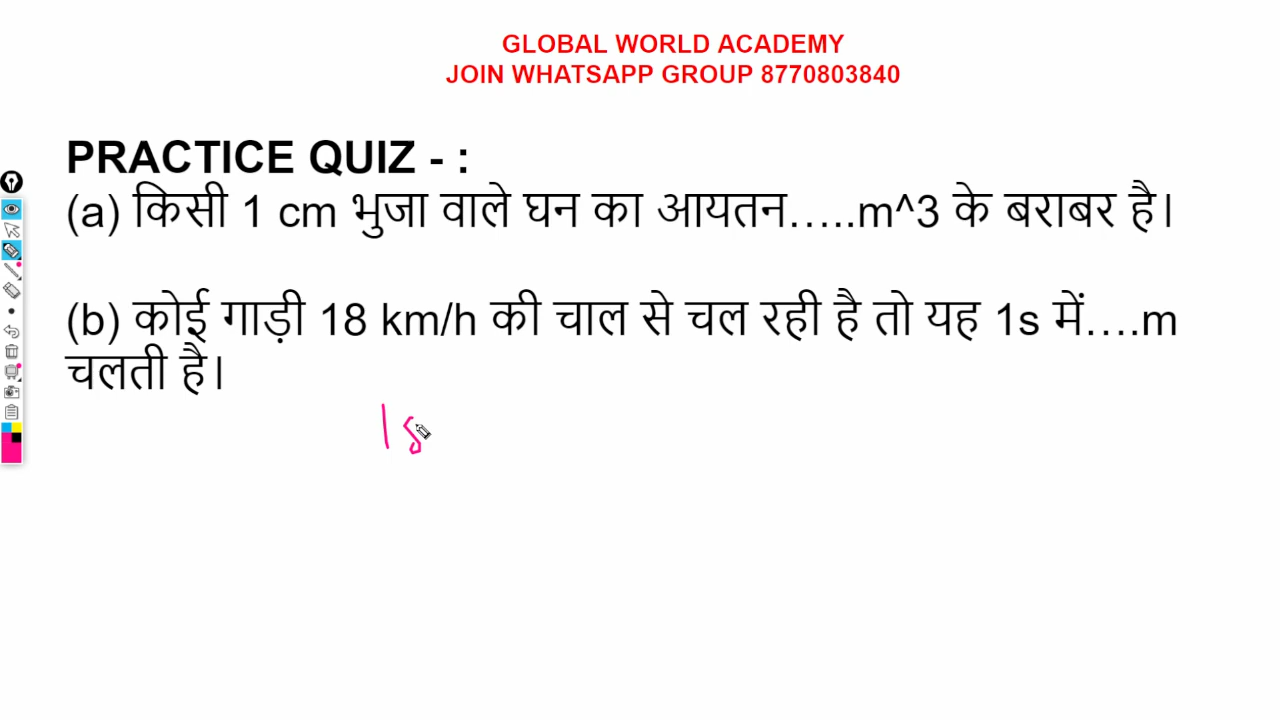 GLOBAL WORLD ACADEMY
JOIN WHATSAPP GROUP 8770803840
PRACTICE QUIZ - :
(a) किसी 1 cm भुजा वाले घन का आयतन…..m^3 के बराबर है।
(b) कोई गाड़ी 18 km/h की चाल से चल रही है तो यह 1s में….m
चलती है।
18